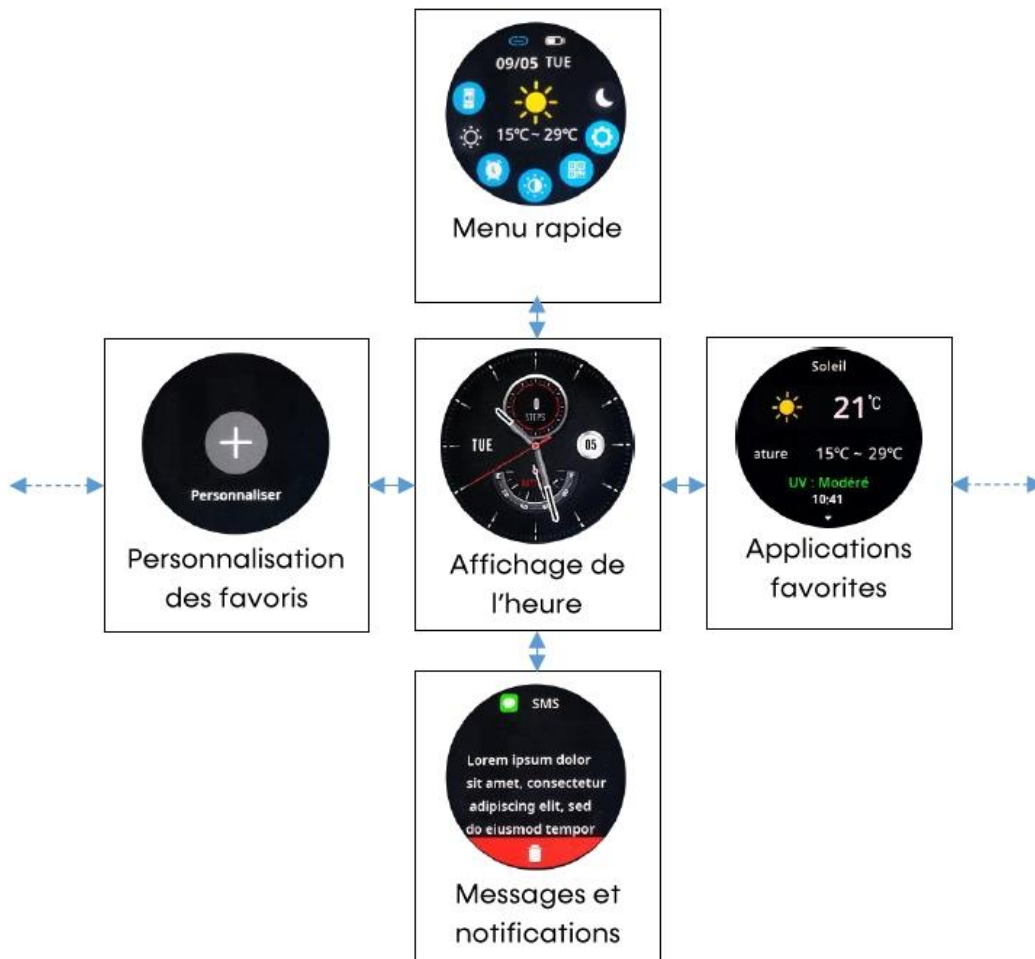 09/05 TUE
15℃~ 29℃
Menu rapide
Personnaliser
Personnalisation
des favoris
0
STEPS
TUE
05
Affichage de
l'heure
Soleil
21℃
ature 15℃ ~ 29℃
UV : Modéré
10:41
Applications
favorites
SMS
Lorem ipsum dolor
sit amet, consectetur
adipiscing elit, sed
do eiusmod tempor
Messages et
notifications